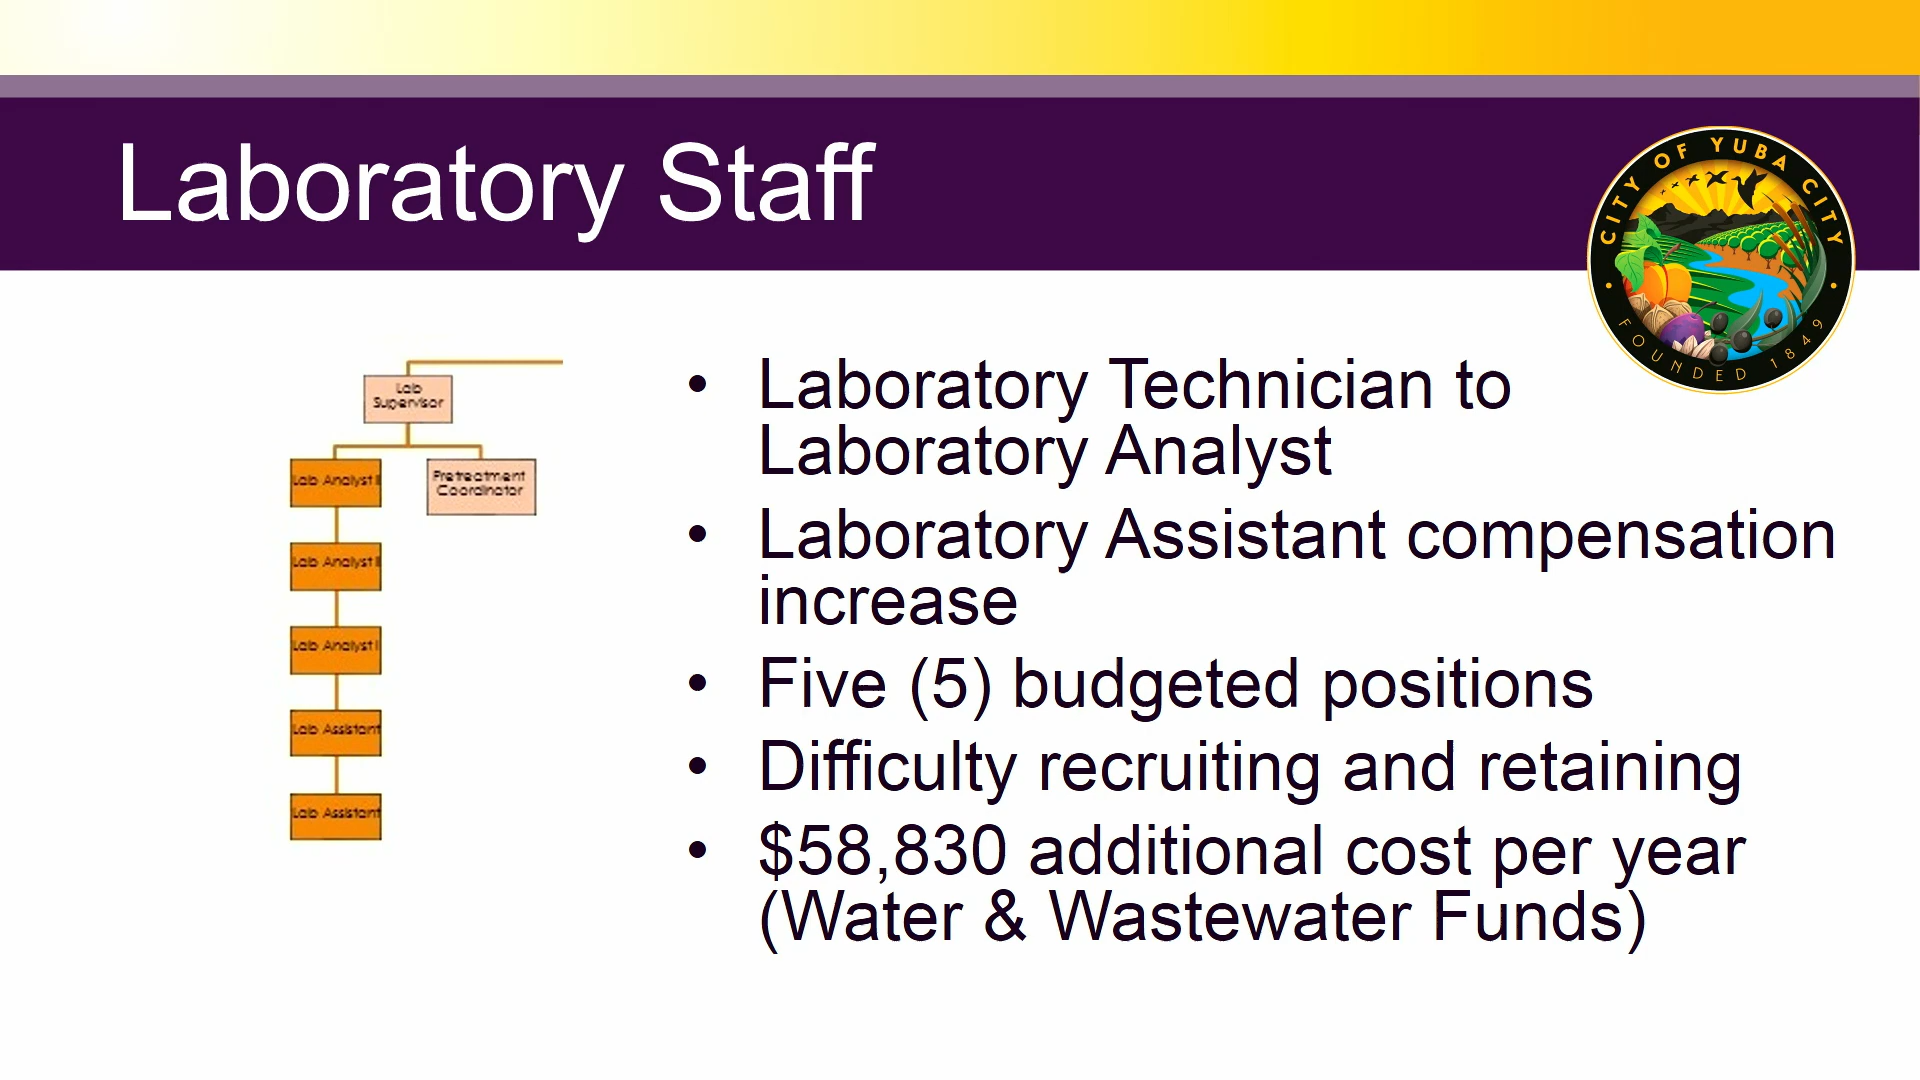 Laboratory Staff
CITY OF YUBA CITY
FOUNDED 1849
Lab
Supervisor
Lab Analyst II
Pretreatment
Coordinator
Lab Analyst II
Lab Analyst I
Lab Assistant
Lab Assistant
• Laboratory Technician to
Laboratory Analyst
• Laboratory Assistant compensation
increase
• Five (5) budgeted positions
• Difficulty recruiting and retaining
• $58,830 additional cost per year
(Water & Wastewater Funds)